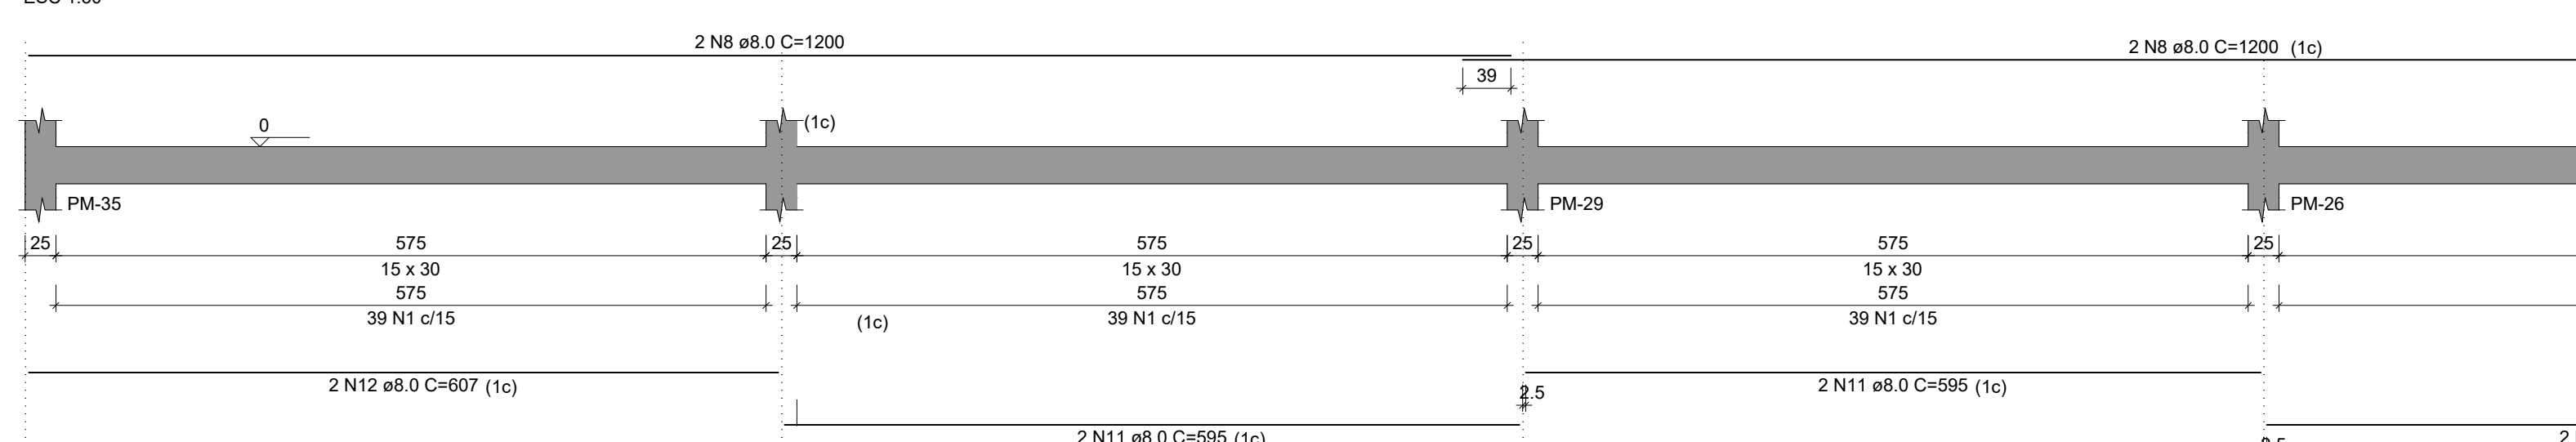 2 N8 ø8.0 C=1200
2 N8 ø8.0 C=1200 (1c)
39
0
(1c)
PM-35
PM-29
PM-26
25 575 25 575 25 575 25
15 x 30 15 x 30 15 x 30
575 575 575
39 N1 c/15 (1c) 39 N1 c/15 39 N1 c/15
2 N12 ø8.0 C=607 (1c)
2 N11 ø8.0 C=595 (1c)
2.5
2 N11 ø8.0 C=595 (1c)
2